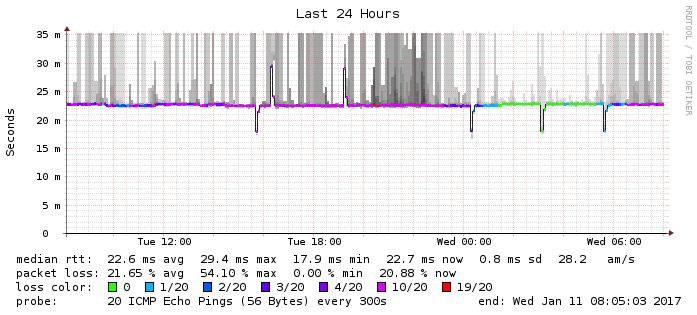 Last 24 Hours
RRDTOOL / TOBI OETIKER
Seconds
35 m
30 m
25 m
20 m
15 m
10 m
5 m
0
Tue 12:00 Tue 18:00 Wed 00:00 Wed 06:00
median rtt: 22.6 ms avg 29.4 ms max 17.9 ms min 22.7 ms now 0.8 ms sd 28.2 am/s
packet loss: 21.65 % avg 54.10 % max 0.00 % min 20.88 % now
loss color: 0 1/20 2/20 3/20 4/20 10/20 19/20
probe: 20 ICMP Echo Pings (56 Bytes) every 300s end: Wed Jan 11 08:05:03 2017